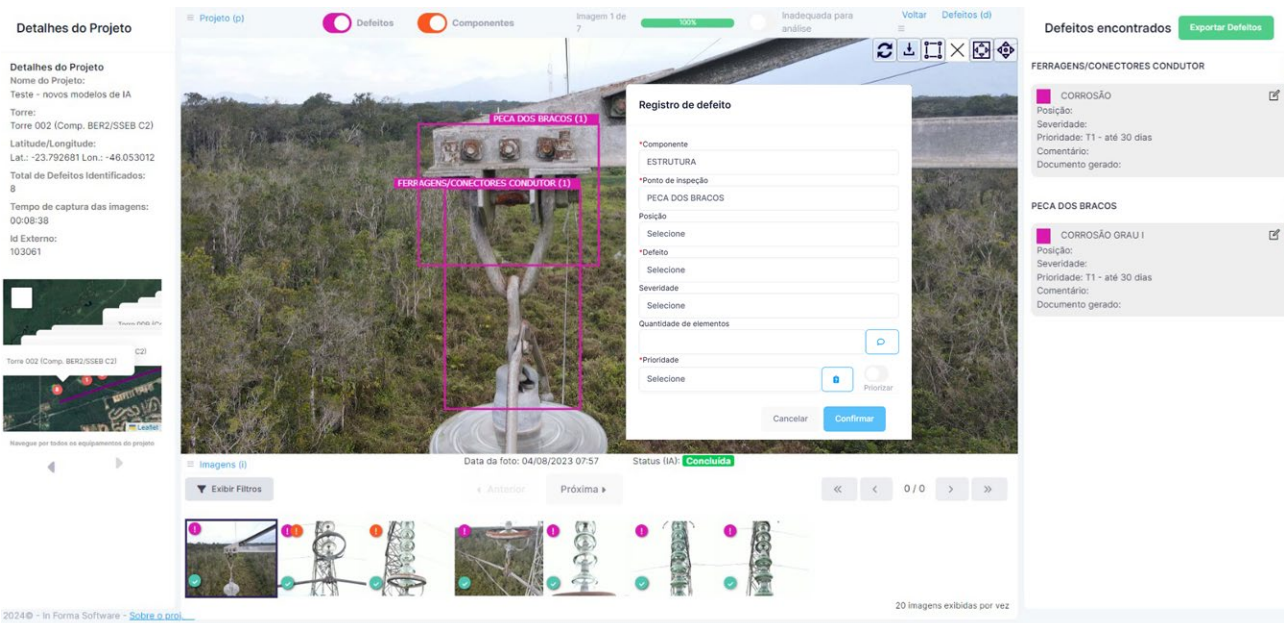 Detalhes do Projeto
Detalhes do Projeto
Nome do Projeto:
Teste - novos modelos de IA
Torre:
Torre 002 (Comp. BER2/SSEB C2)
Latitude/Longitude:
Lat.: -23.792681 Lon.: -46.053012
Total de Defeitos Identificados:
8
Tempo de captura das imagens:
00:08:38
Id Externo:
103061
C2)
Torre 002 (Comp. BER2/SSEB C2)
Leaflet
Navegue por todos os equipamentos do projeto
2024© - In Forma Software - Sobre o proj
Projeto (p)
Defeitos
Componentes
Imagem 1 de
7
100%
Inadequada para
análise
Voltar
Defeitos (d)
PECA DOS BRACOS (1)
FERRAGENS/CONECTORES CONDUTOR (1)
Registro de defeito
*Componente
ESTRUTURA
*Ponto de inspeção
PECA DOS BRACOS
Posição
Selecione
*Defeito
Selecione
Severidade
Selecione
Quantidade de elementos
*Prioridade
Selecione
Priorizar
Cancelar
Confirmar
Imagens (i)
Data da foto: 04/08/2023 07:57
Status (IA): Concluída
Exibir Filtros
Anterior
Próxima
0 / 0
20 imagens exibidas por vez
Defeitos encontrados
Exportar Defeitos
FERRAGENS/CONECTORES CONDUTOR
CORROSÃO
Posição:
Severidade:
Prioridade: T1 - até 30 dias
Comentário:
Documento gerado:
PECA DOS BRACOS
CORROSÃO GRAU I
Posição:
Severidade:
Prioridade: T1 - até 30 dias
Comentário:
Documento gerado: